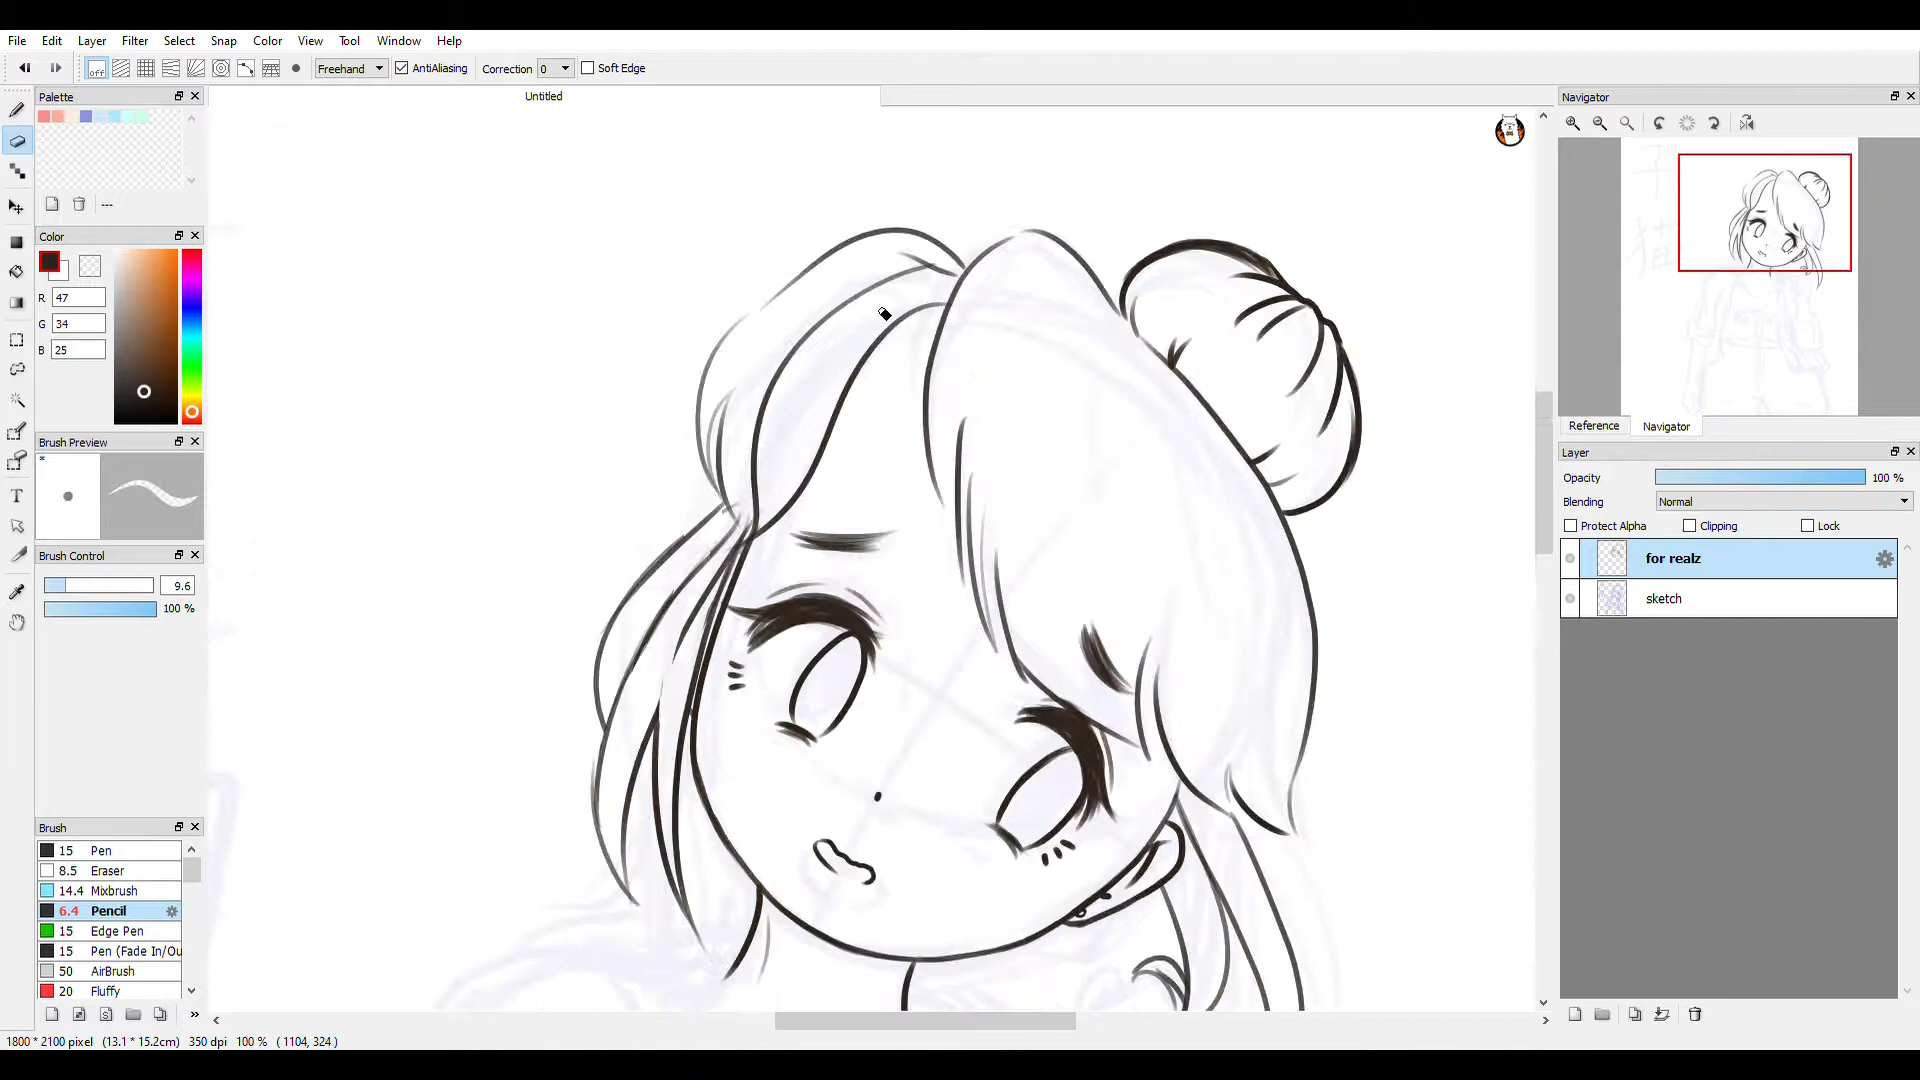 File Edit Layer Filter Select Snap Color View Tool Window Help
off Freehand AntiAliasing Correction 0 Soft Edge
Palette
Untitled
Navigator
---
Color
R 47
G 34
B 25
Reference Navigator
Brush Preview
*
Layer
Opacity 100 %
Blending Normal
Protect Alpha Clipping Lock
for realz
sketch
Brush Control
9.6
100 %
Brush
15 Pen
8.5 Eraser
14.4 Mixbrush
6.4 Pencil
15 Edge Pen
15 Pen (Fade In/Ou
50 AirBrush
20 Fluffy
1800 * 2100 pixel (13.1 * 15.2cm) 350 dpi 100 % ( 1104, 324 )
子
猫